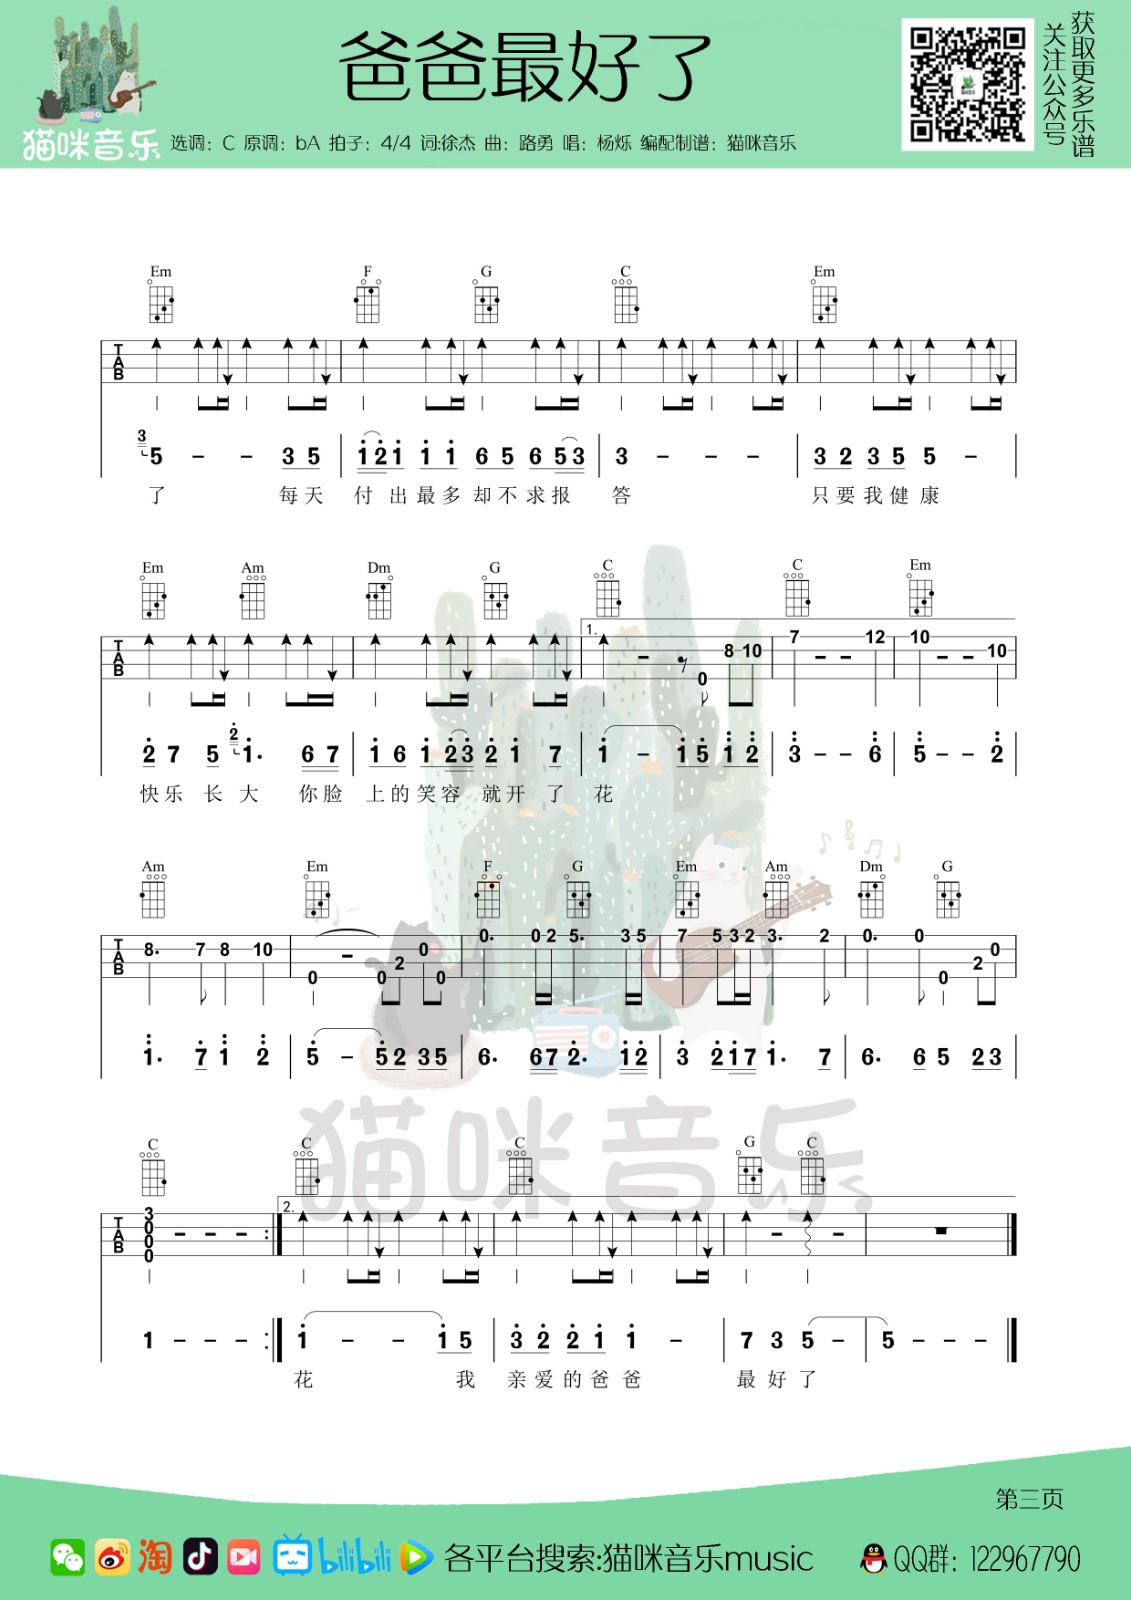 爸爸最好了
猫咪音乐
选调：C 原调：bA 拍子：4/4 词:徐杰 曲：路勇 唱：杨烁 编配制谱：猫咪音乐
获取更多乐谱
关注公众号
Em F G C Em
T A B
3 5 – – 3 5 1 2 1 1 1 6 5 6 5 3 3 – – – 3 2 3 5 5 –
了 每天 付出最多却不求报 答 只要我健康
Em Am Dm G C C Em
T A B
1. 0 8 10 7 – – 12 10 – – 10
2 7 5 2 1· 6 7 1 6 1 2 3 2 1 7 1 – 1 5 1 2 3 – – 6 5 – – 2
快乐 长大 你脸 上的笑容 就开 了 花
Am Em F G Em Am Dm G
T A B
8· 7 8 10 0 – 0 2 0 0 0· 0 2 5· 3 5 7 5 3 2 3· 2 0· 0 0 2 0
1· 7 1 2 5 – 5 2 3 5 6· 6 7 2· 1 2 3 2 1 7 1· 7 6· 6 5 2 3
C C C G C
T A B
3 0 0 0 – – – 2.
1 – – – 1 – – 1 5 3 2 2 1 1 – 7 3 5 – 5 – – –
花 我 亲爱的爸爸 最好了
猫咪音乐
第三页
bilibili 各平台搜索:猫咪音乐music QQ群：122967790